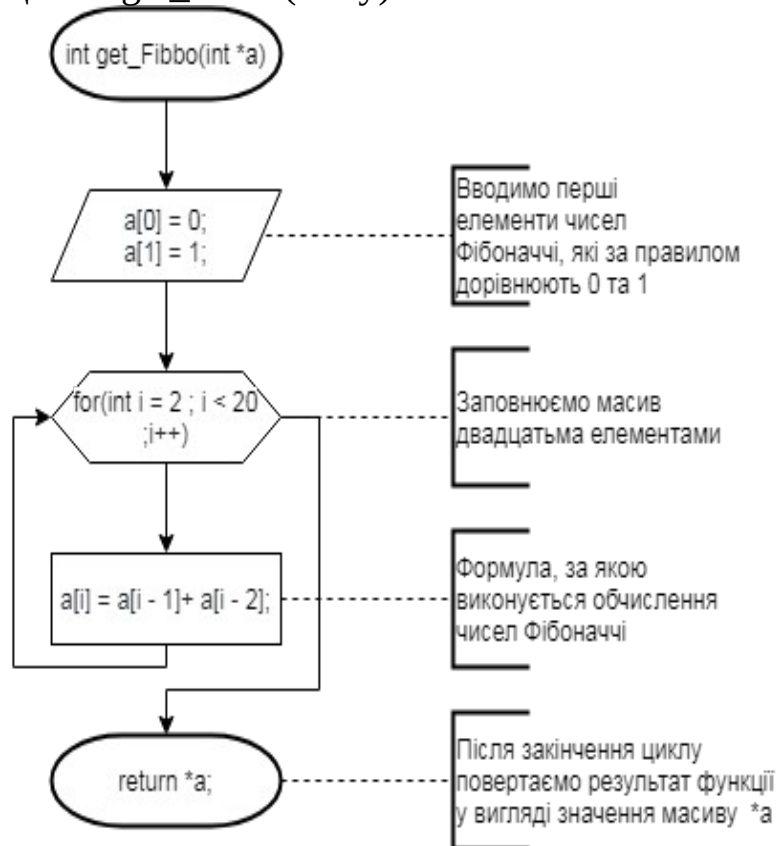 int get_Fibbo(int *a)
a[0] = 0;
a[1] = 1;
Вводимо перші
елементи чисел
Фібоначчі, які за правилом
дорівнюють 0 та 1
for(int i = 2 ; i < 20
;i++)
Заповнюємо масив
двадцатьма елементами
a[i] = a[i - 1]+ a[i - 2];
Формула, за якою
виконується обчислення
чисел Фібоначчі
return *a;
Після закінчення циклу
повертаємо результат функції
у вигляді значення масиву *a